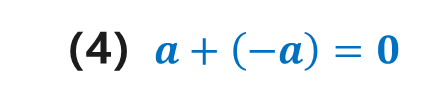 (4) a + (−a) = 0